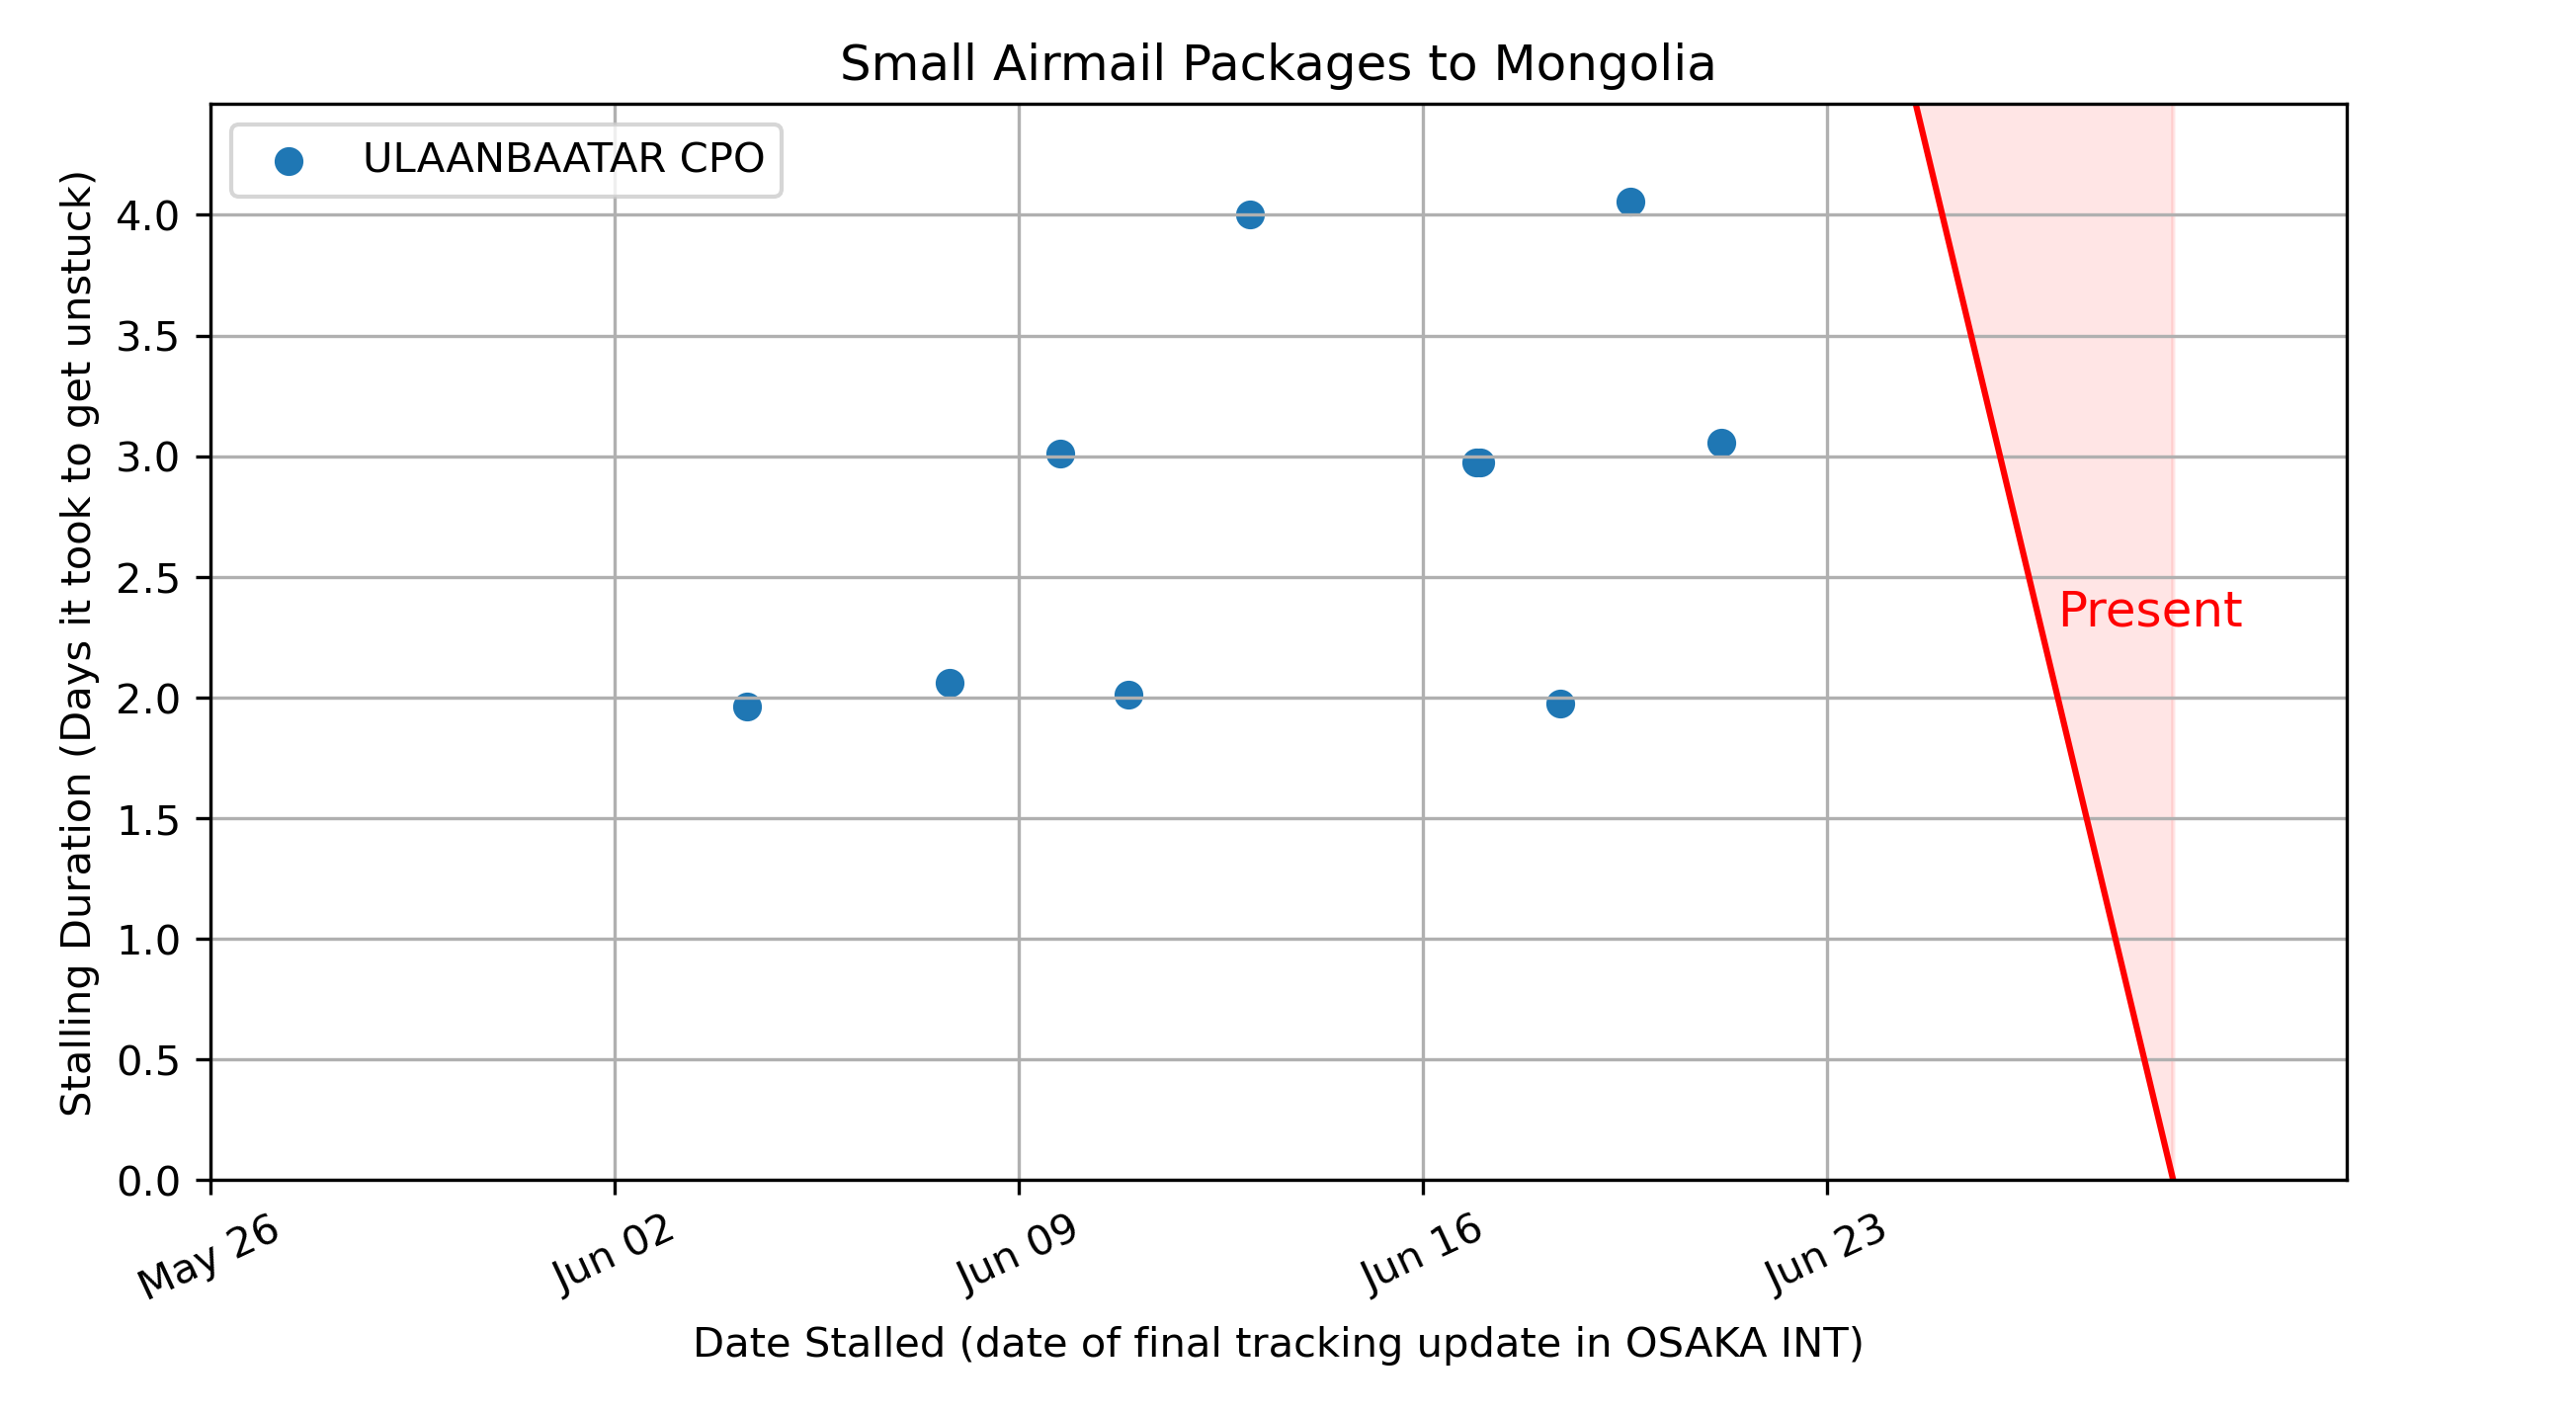 Small Airmail Packages to Mongolia
ULAANBAATAR CPO
Stalling Duration (Days it took to get unstuck)
4.0
3.5
3.0
2.5
2.0
1.5
1.0
0.5
0.0
Present
May 26
Jun 02
Jun 09
Jun 16
Jun 23
Date Stalled (date of final tracking update in OSAKA INT)